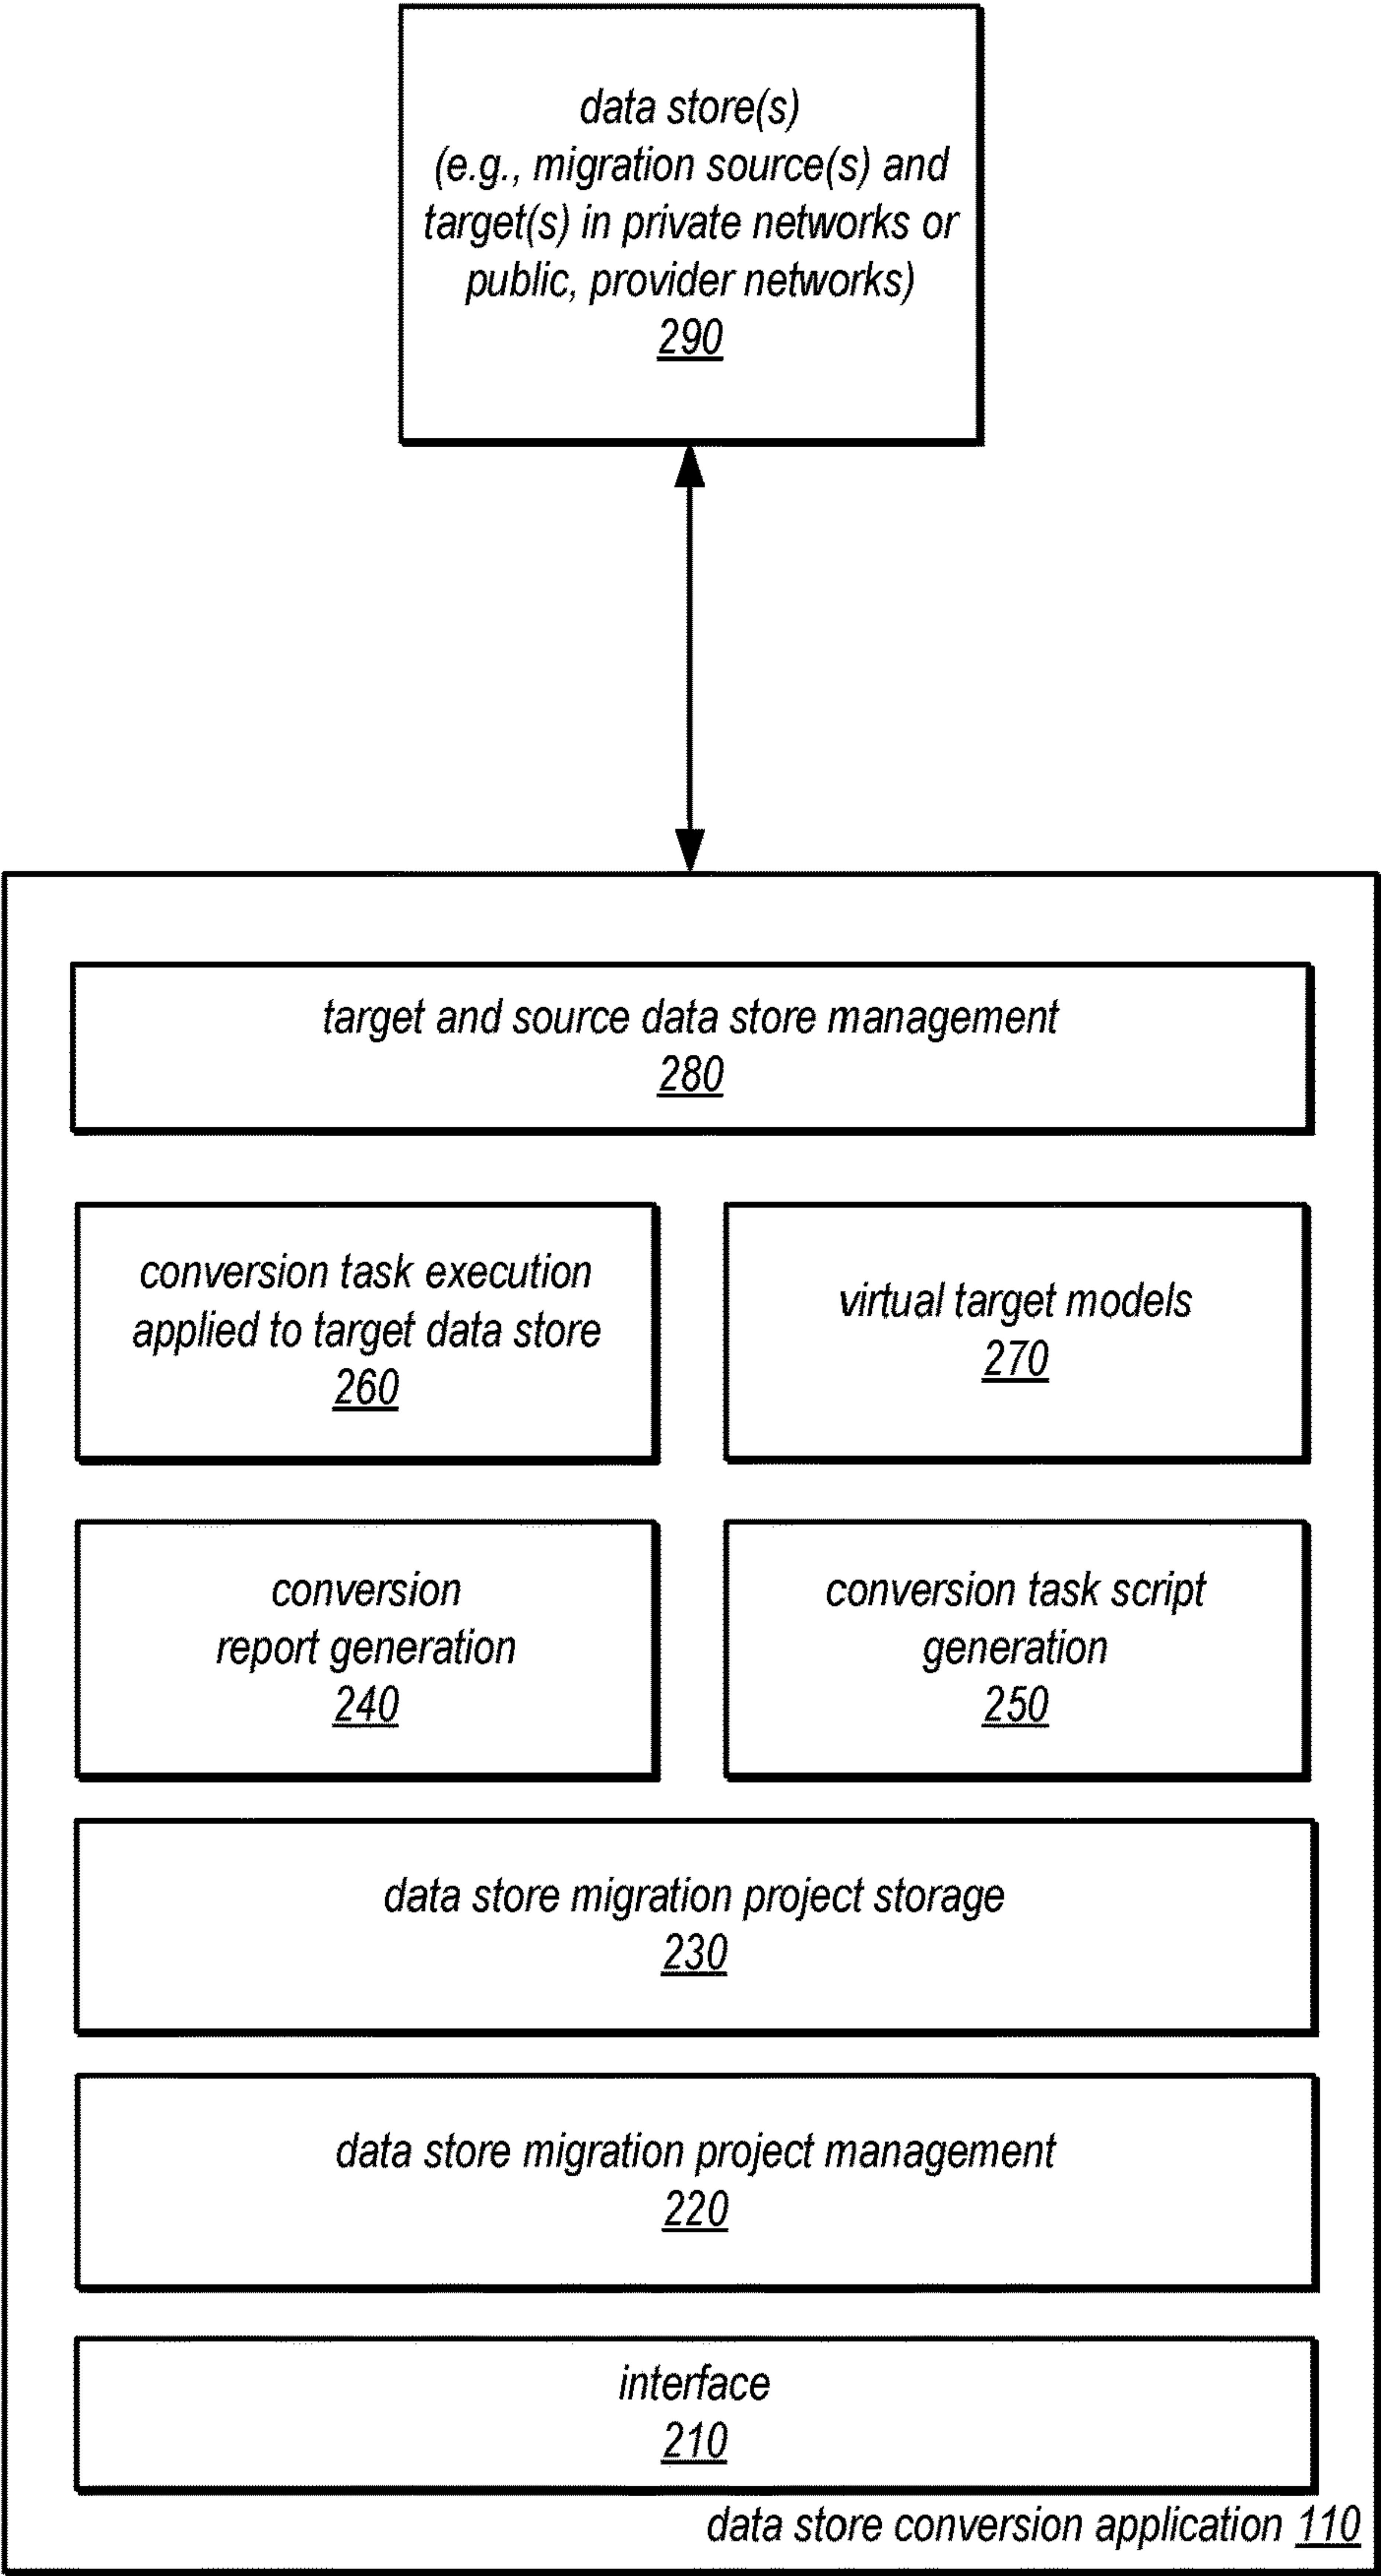 data store(s)
(e.g., migration source(s) and
target(s) in private networks or
public, provider networks)
290
target and source data store management
280
conversion task execution
applied to target data store
260
virtual target models
270
conversion
report generation
240
conversion task script
generation
250
data store migration project storage
230
data store migration project management
220
interface
210
data store conversion application 110